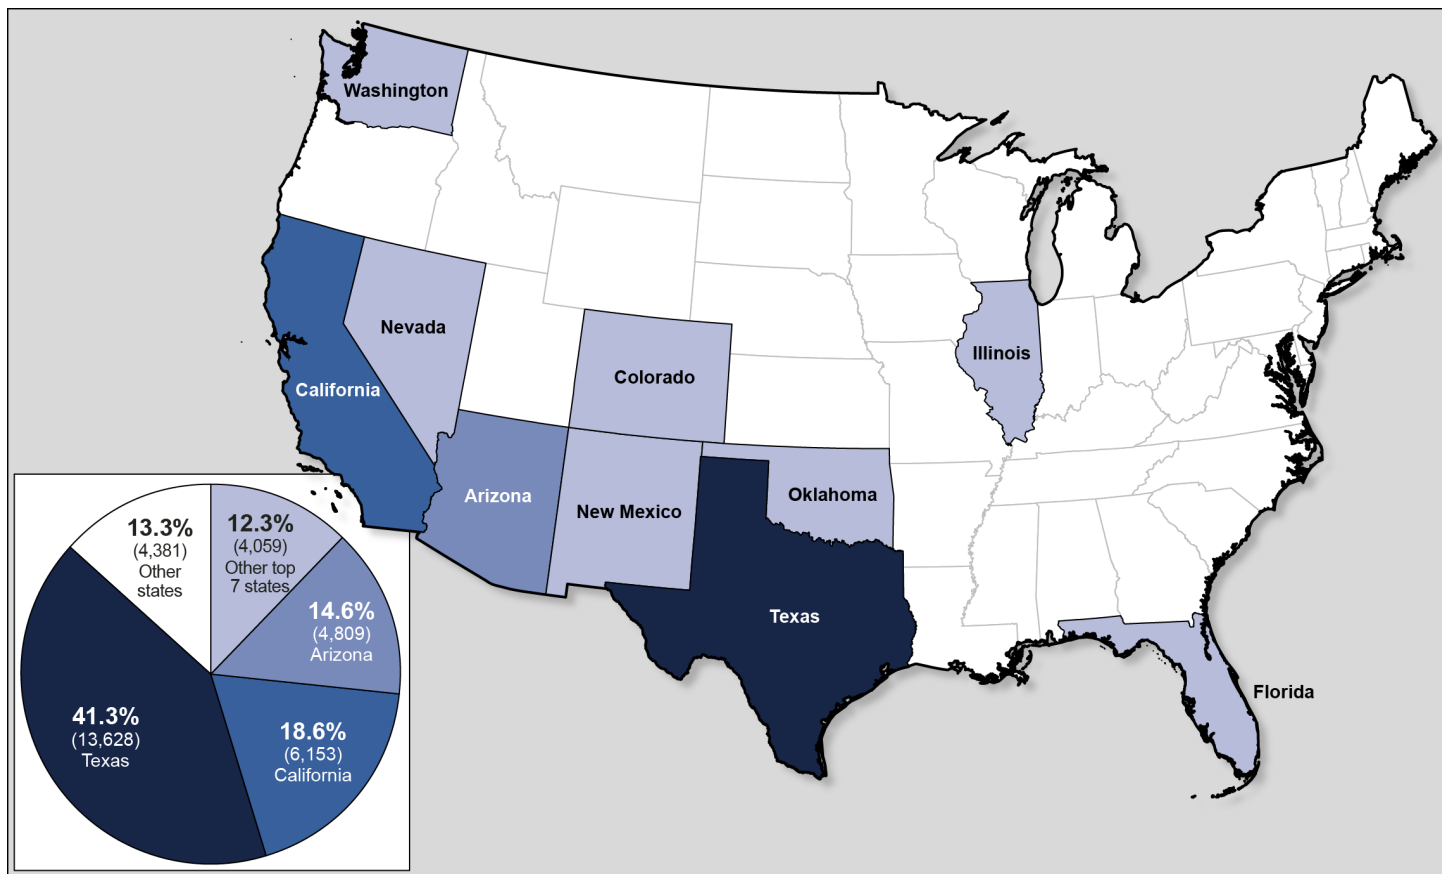 Washington
Nevada
Colorado
Illinois
California
Arizona
New Mexico
Oklahoma
Texas
Florida
13.3%
(4,381)
Other
states
12.3%
(4,059)
Other top
7 states
14.6%
(4,809)
Arizona
41.3%
(13,628)
Texas
18.6%
(6,153)
California